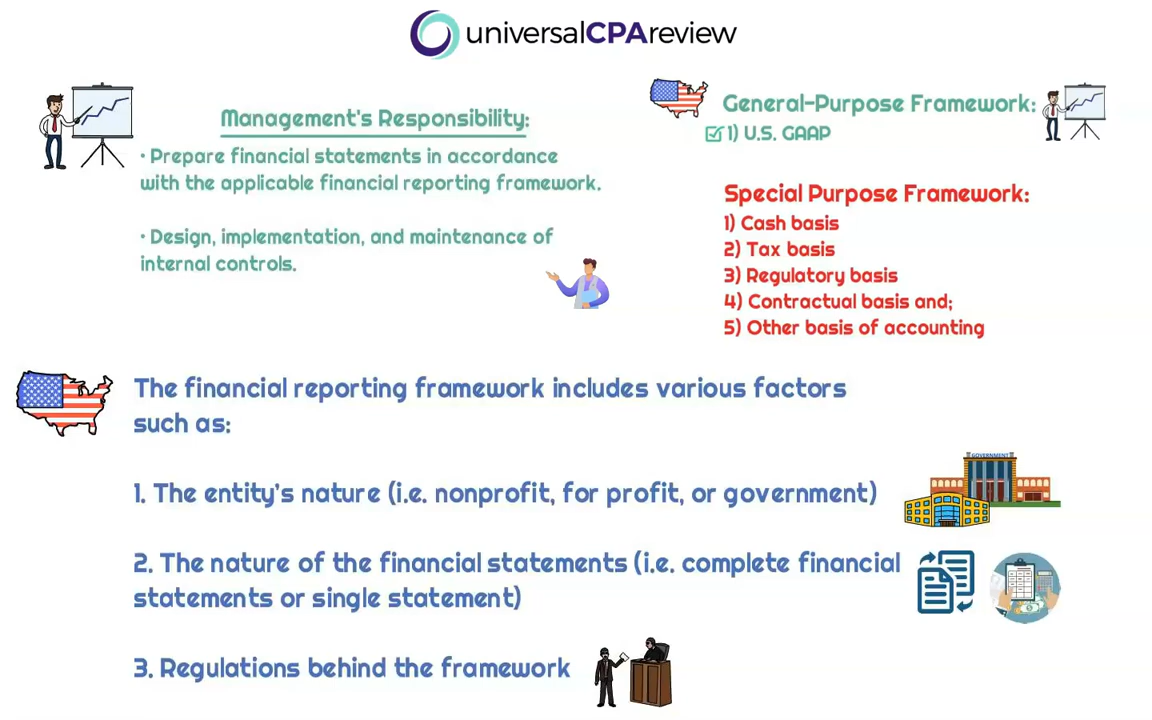 universalCPAreview
Management's Responsibility:
• Prepare financial statements in accordance
with the applicable financial reporting framework.
• Design, implementation, and maintenance of
internal controls.
General-Purpose Framework:
1) U.S. GAAP
Special Purpose Framework:
1) Cash basis
2) Tax basis
3) Regulatory basis
4) Contractual basis and;
5) Other basis of accounting
The financial reporting framework includes various factors
such as:
1. The entity's nature (i.e. nonprofit, for profit, or government)
GOVERNMENT
2. The nature of the financial statements (i.e. complete financial
statements or single statement)
3. Regulations behind the framework